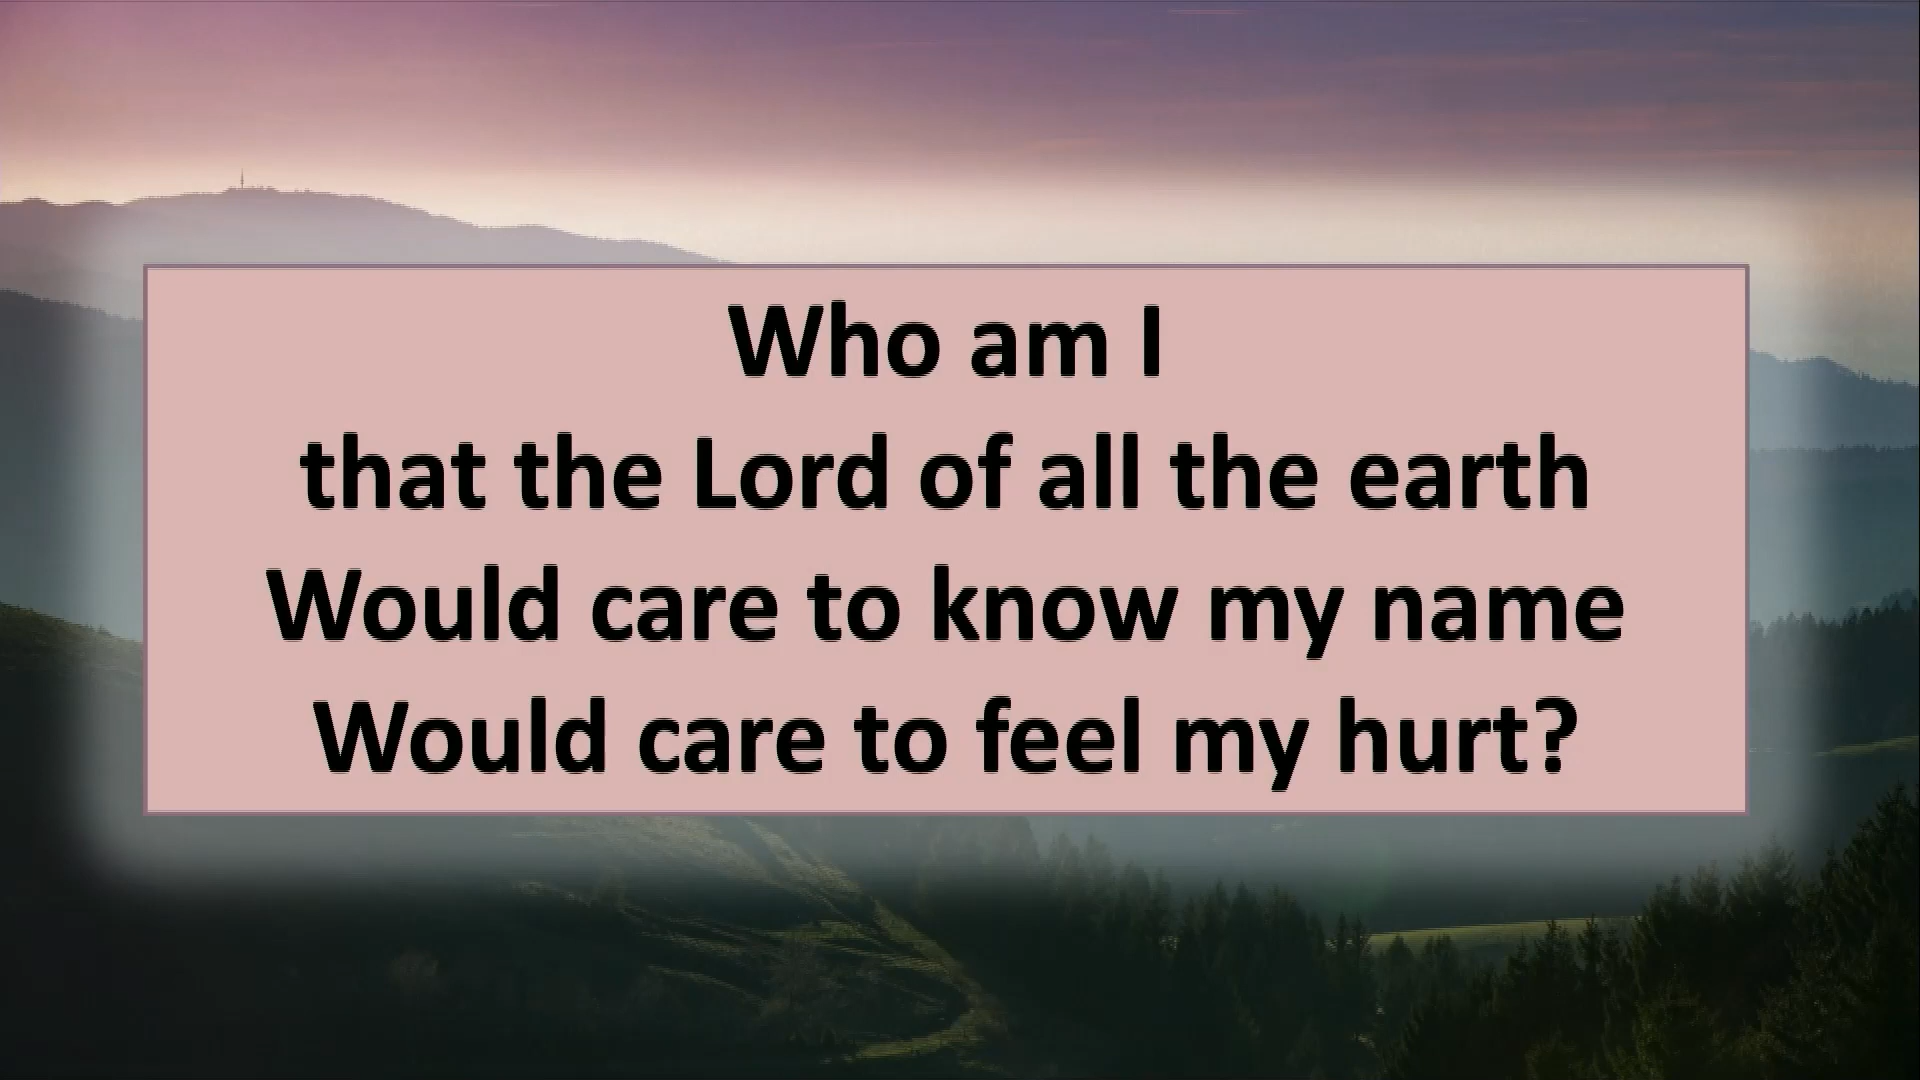 Who am I
that the Lord of all the earth
Would care to know my name
Would care to feel my hurt?